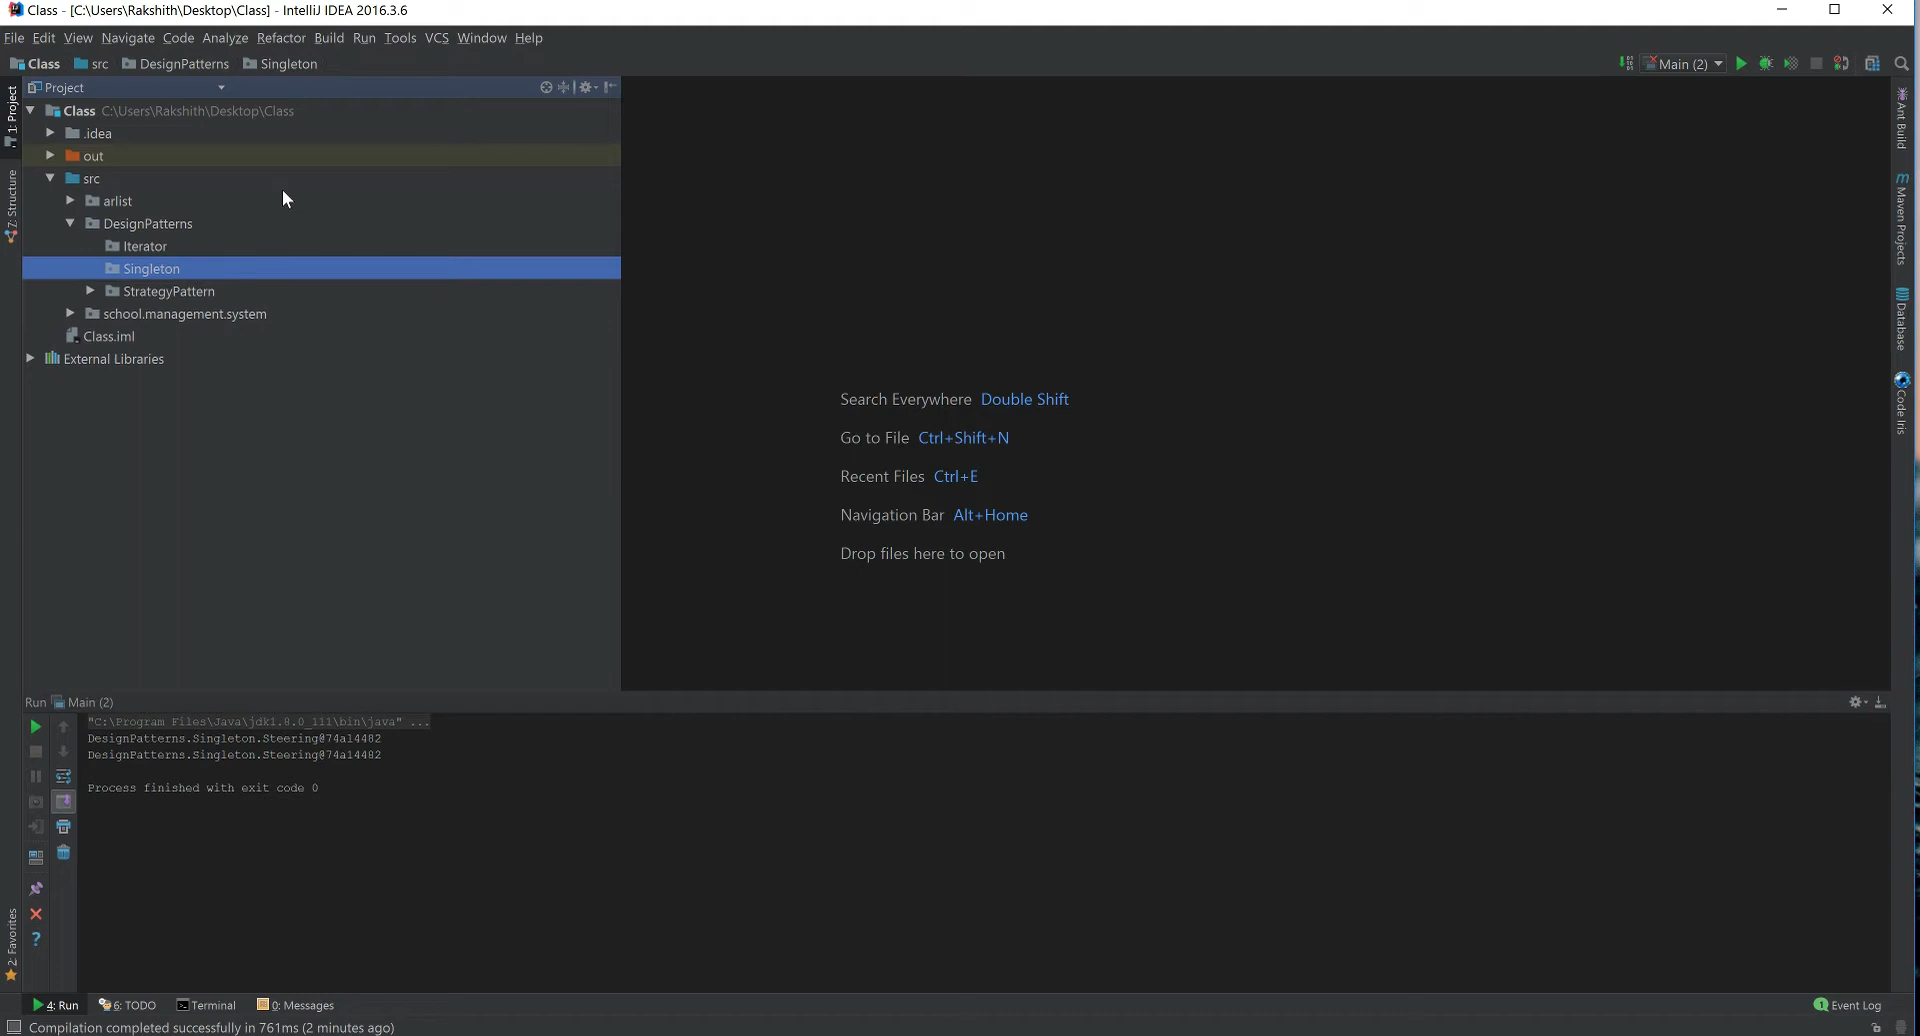 Class - [C:\Users\Rakshith\Desktop\Class] - IntelliJ IDEA 2016.3.6
File Edit View Navigate Code Analyze Refactor Build Run Tools VCS Window Help
Class src DesignPatterns Singleton
Main (2)
Project
1: Project
Z: Structure
2: Favorites
Class C:\Users\Rakshith\Desktop\Class
.idea
out
src
arlist
DesignPatterns
Iterator
Singleton
StrategyPattern
school.management.system
Class.iml
External Libraries
Search Everywhere Double Shift
Go to File Ctrl+Shift+N
Recent Files Ctrl+E
Navigation Bar Alt+Home
Drop files here to open
Ant Build
m Maven Projects
Database
Code Iris
Run Main (2)
"C:\Program Files\Java\jdk1.8.0_111\bin\java" ...
DesignPatterns.Singleton.Steering@74a14482
DesignPatterns.Singleton.Steering@74a14482
Process finished with exit code 0
4: Run 6: TODO Terminal 0: Messages
1 Event Log
Compilation completed successfully in 761ms (2 minutes ago)